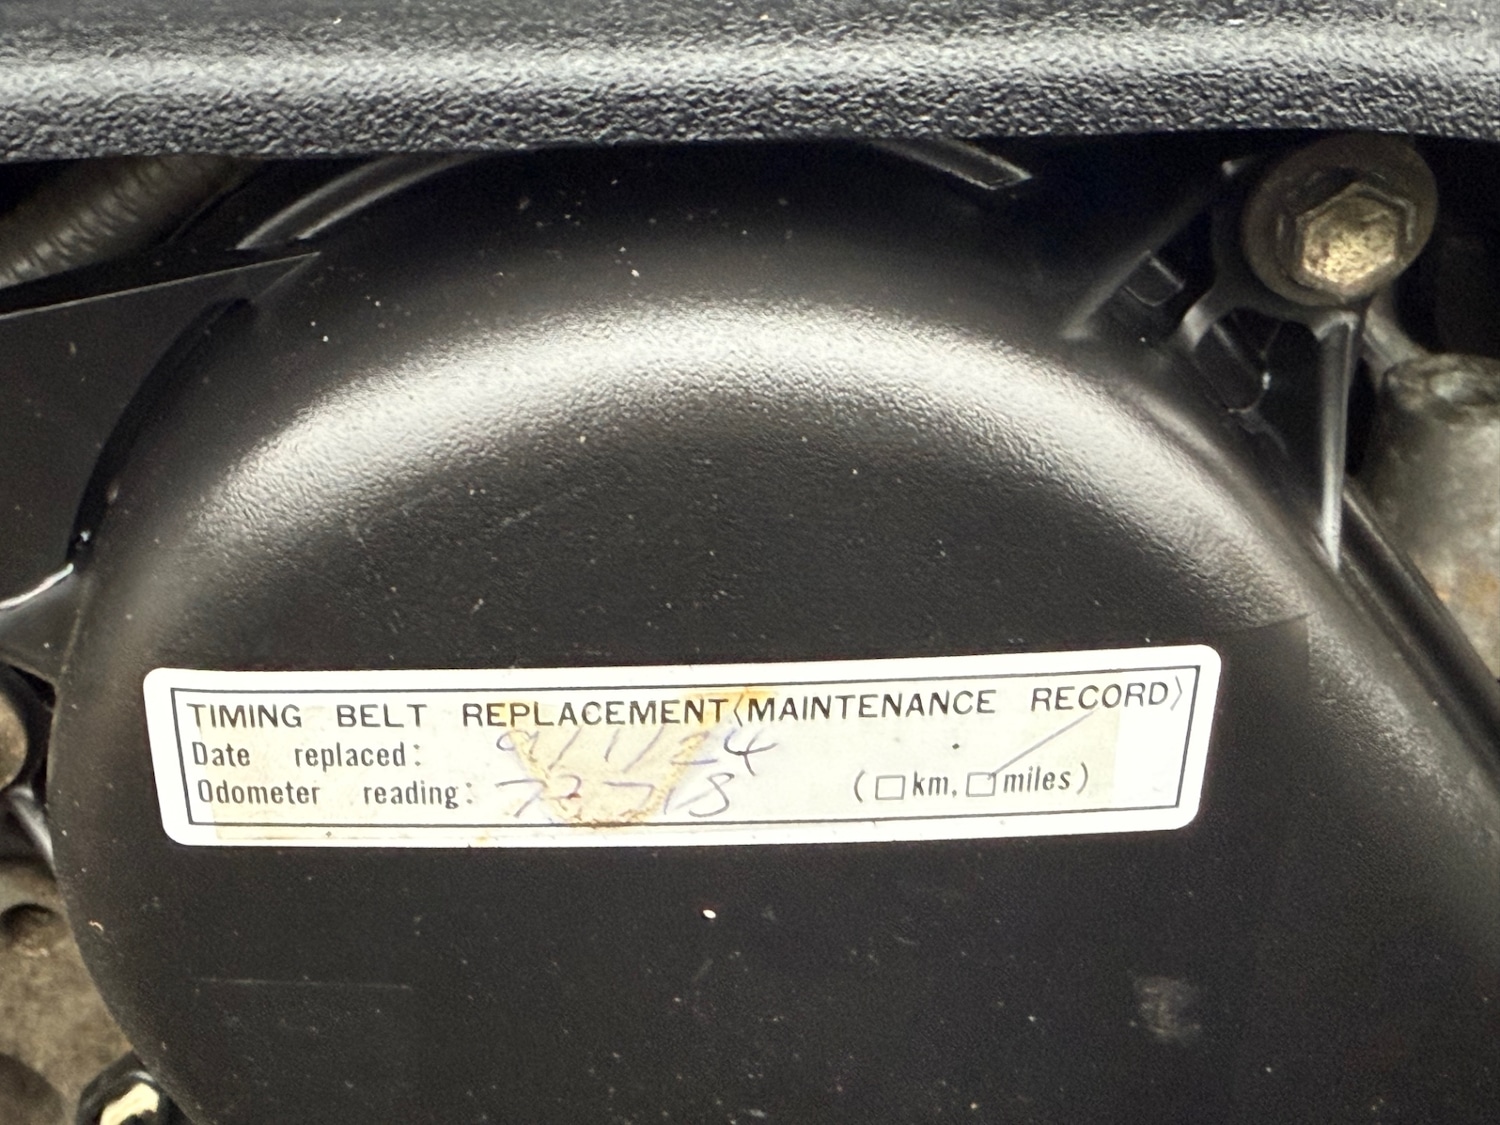 TIMING BELT REPLACEMENT〈MAINTENANCE RECORD〉
Date replaced: 9/1/24
Odometer reading: 73718 (□km, □miles)